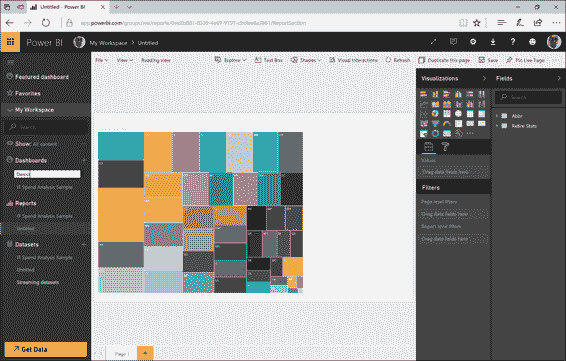 Untitled - Power BI
app.powerbi.com/groups/me/reports/
Power BI
My Workspace > Untitled
File
View
Reading view
Explore
Text Box
Shapes
Visual Interactions
Refresh
Duplicate this page
Save
Pin Live Page
Featured dashboard
Favorites
My Workspace
Search
Show: All content
Dashboards
Demo
IT Spend Analysis Sample
Reports
IT Spend Analysis Sample
Untitled
Datasets
IT Spend Analysis Sample
Untitled
Streaming datasets
Get Data
Page 1
Visualizations
Values
Drag data fields here
Filters
Page level filters
Drag data fields here
Report level filters
Drag data fields here
Fields
Search
Abbr
Retire Stats